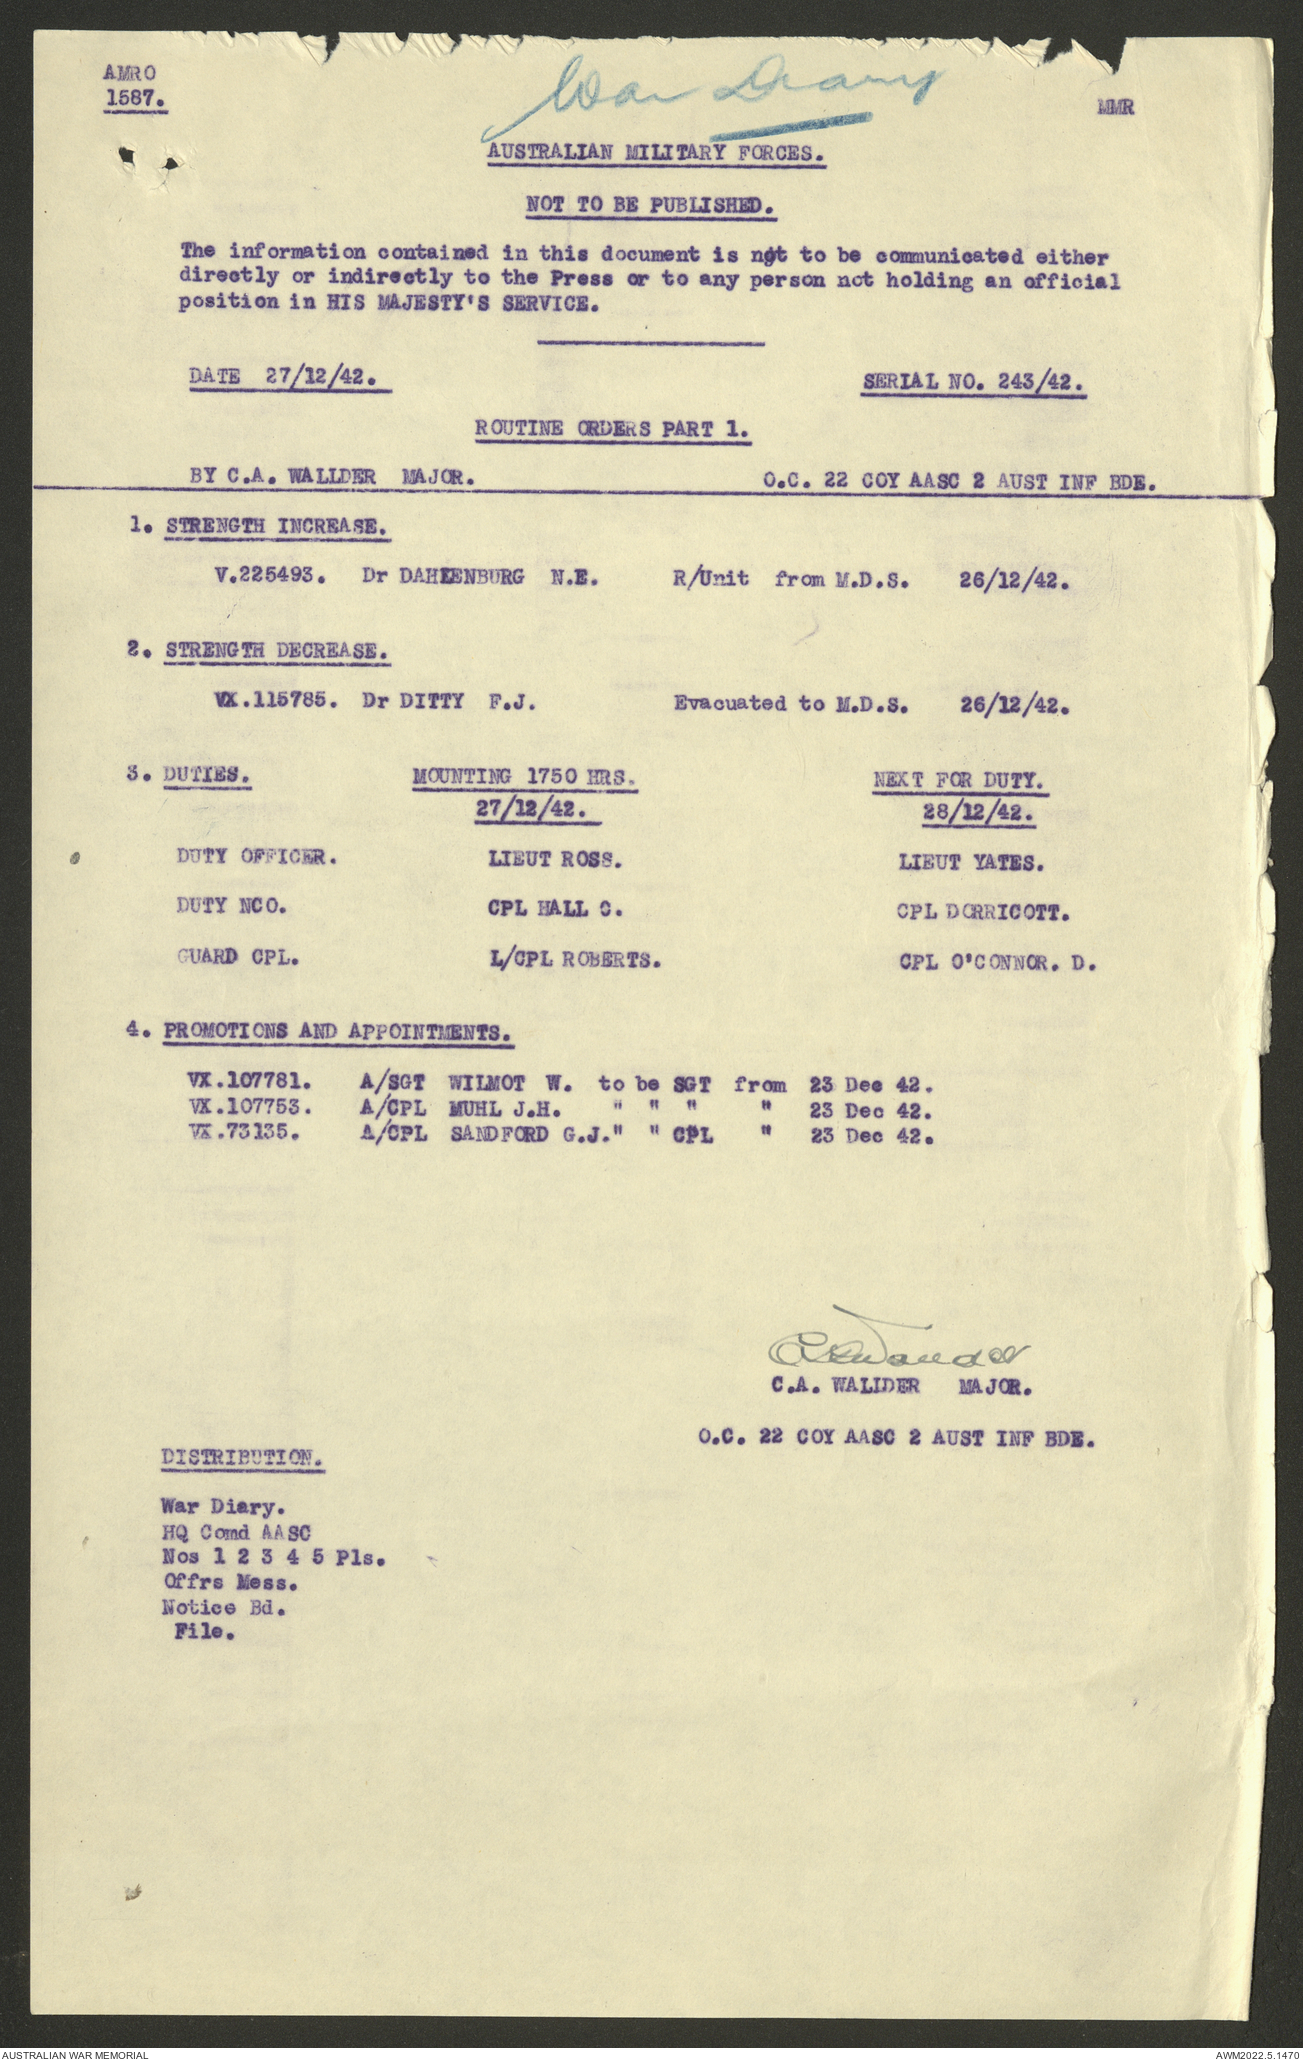 AMRO
1587.
War Diary
MMR
AUSTRALIAN MILITARY FORCES.
NOT TO BE PUBLISHED.
The information contained in this document is not to be communicated either
directly or indirectly to the Press or to any person not holding an official
position in HIS MAJESTY'S SERVICE.
DATE 27/12/42. SERIAL NO. 243/42.
ROUTINE ORDERS PART 1.
BY C.A. WALLDER MAJOR. O.C. 22 COY AASC 2 AUST INF BDE.
1. STRENGTH INCREASE.
V.225493. Dr DAHLENBURG N.E. R/Unit from M.D.S. 26/12/42.
2. STRENGTH DECREASE.
VX.115785. Dr DITTY F.J. Evacuated to M.D.S. 26/12/42.
3. DUTIES. MOUNTING 1750 HRS. NEXT FOR DUTY.
27/12/42. 28/12/42.
DUTY OFFICER. LIEUT ROSS. LIEUT YATES.
DUTY NCO. CPL HALL C. CPL DORRICOTT.
GUARD CPL. L/CPL ROBERTS. CPL O'CONNOR. D.
4. PROMOTIONS AND APPOINTMENTS.
VX.107781. A/SGT WILMOT W. to be SGT from 23 Dec 42.
VX.107753. A/CPL MUHL J.H. " " " " 23 Dec 42.
VX.73135. A/CPL SANDFORD G.J." " CPL " 23 Dec 42.
C.A. WALLDER MAJOR.
O.C. 22 COY AASC 2 AUST INF BDE.
DISTRIBUTION.
War Diary.
HQ Comd AASC
Nos 1 2 3 4 5 Pls.
Offrs Mess.
Notice Bd.
File.
AUSTRALIAN WAR MEMORIAL AWM2022.5.1470